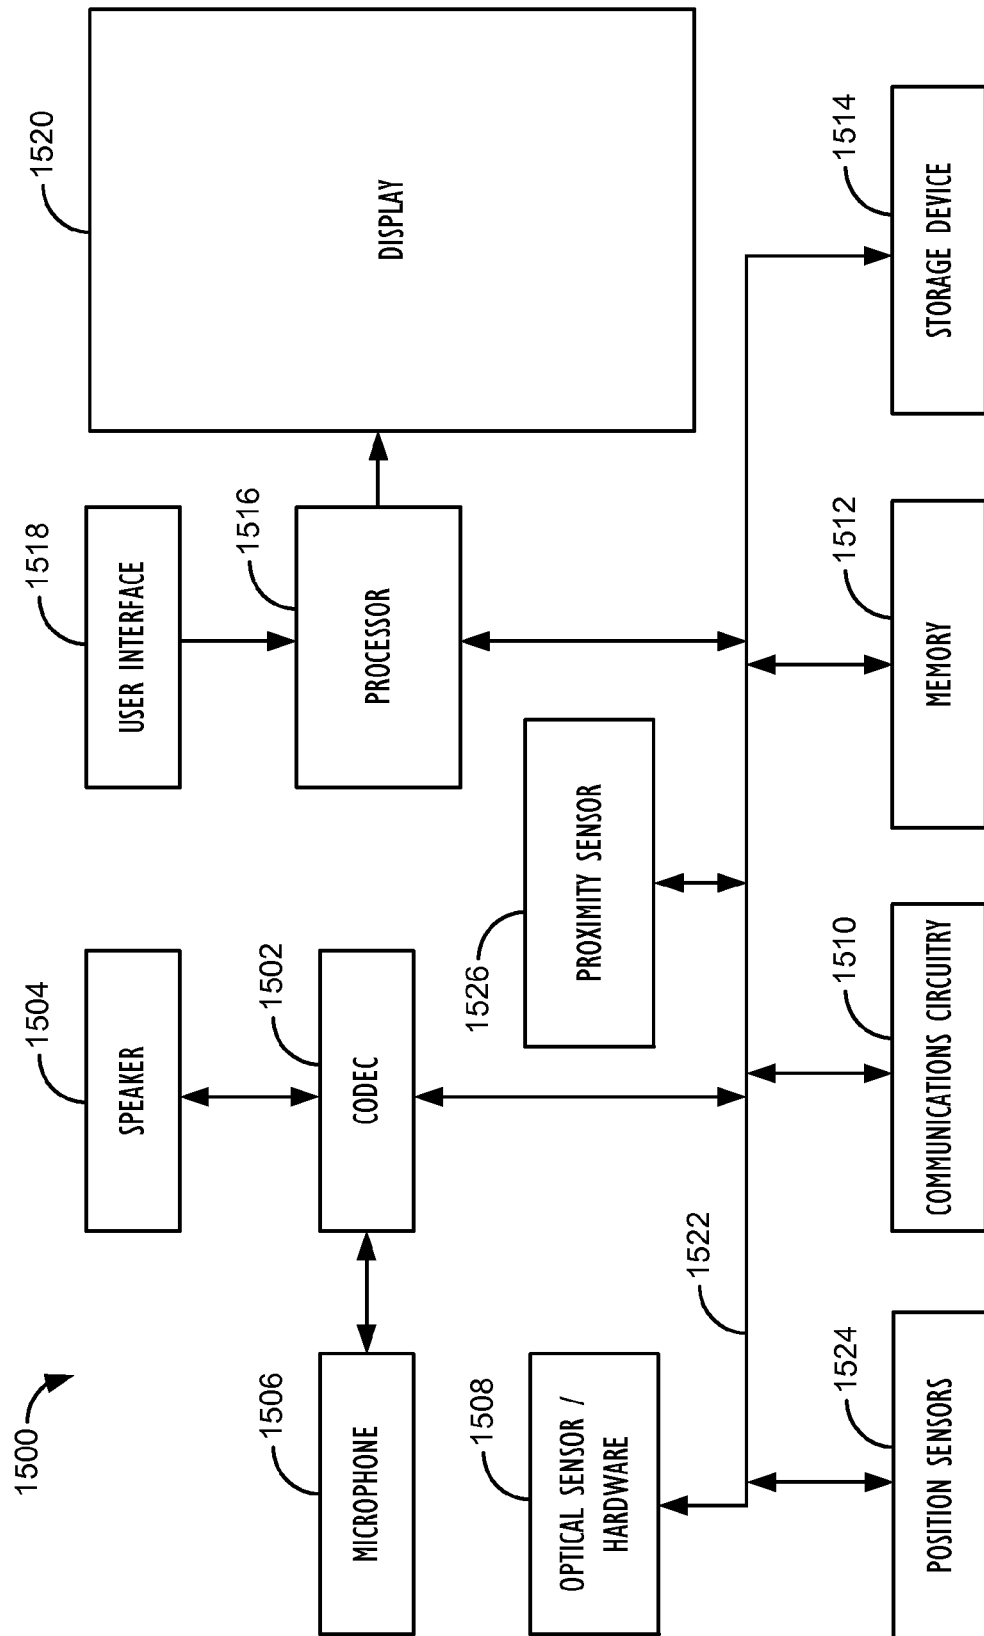 1500
SPEAKER
1504
USER INTERFACE
1518
DISPLAY
1520
MICROPHONE
1506
CODEC
1502
PROCESSOR
1516
OPTICAL SENSOR /
HARDWARE
1508
PROXIMITY SENSOR
1526
1522
POSITION SENSORS
1524
COMMUNICATIONS CIRCUITRY
1510
MEMORY
1512
STORAGE DEVICE
1514